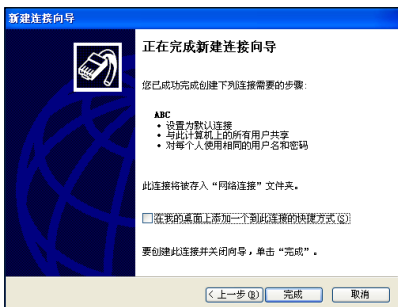 新建连接向导
正在完成新建连接向导
您已成功完成创建下列连接需要的步骤:
ABC
• 设置为默认连接
• 与此计算机上的所有用户共享
• 对每个人使用相同的用户名和密码
此连接将被存入“网络连接”文件夹。
在我的桌面上添加一个到此连接的快捷方式(S)
要创建此连接并关闭向导，单击“完成”。
<上一步(B) 完成 取消